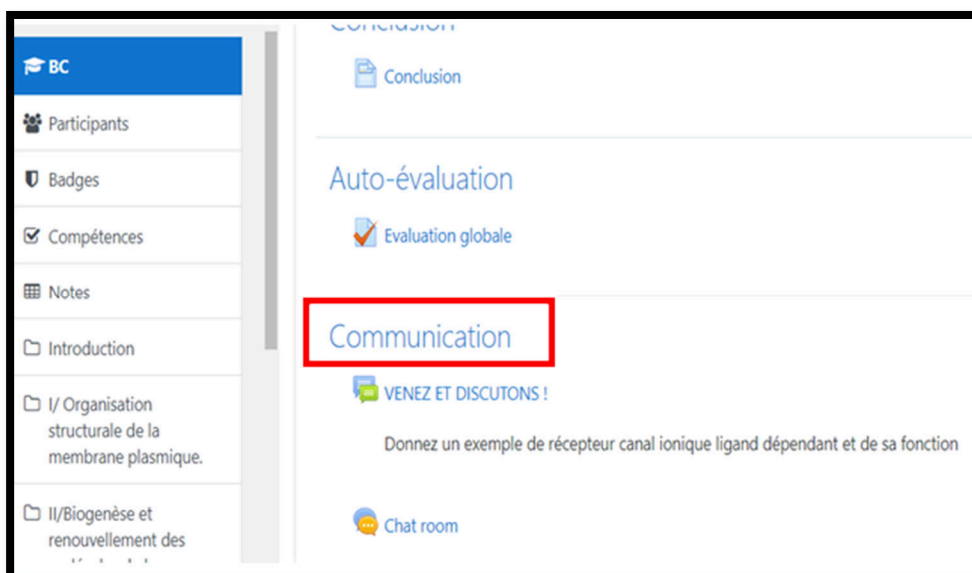 BC
Participants
Badges
Compétences
Notes
Introduction
I/ Organisation
structurale de la
membrane plasmique.
II/Biogenèse et
renouvellement des
Conclusion
Conclusion
Auto-évaluation
Evaluation globale
Communication
VENEZ ET DISCUTONS !
Donnez un exemple de récepteur canal ionique ligand dépendant et de sa fonction
Chat room